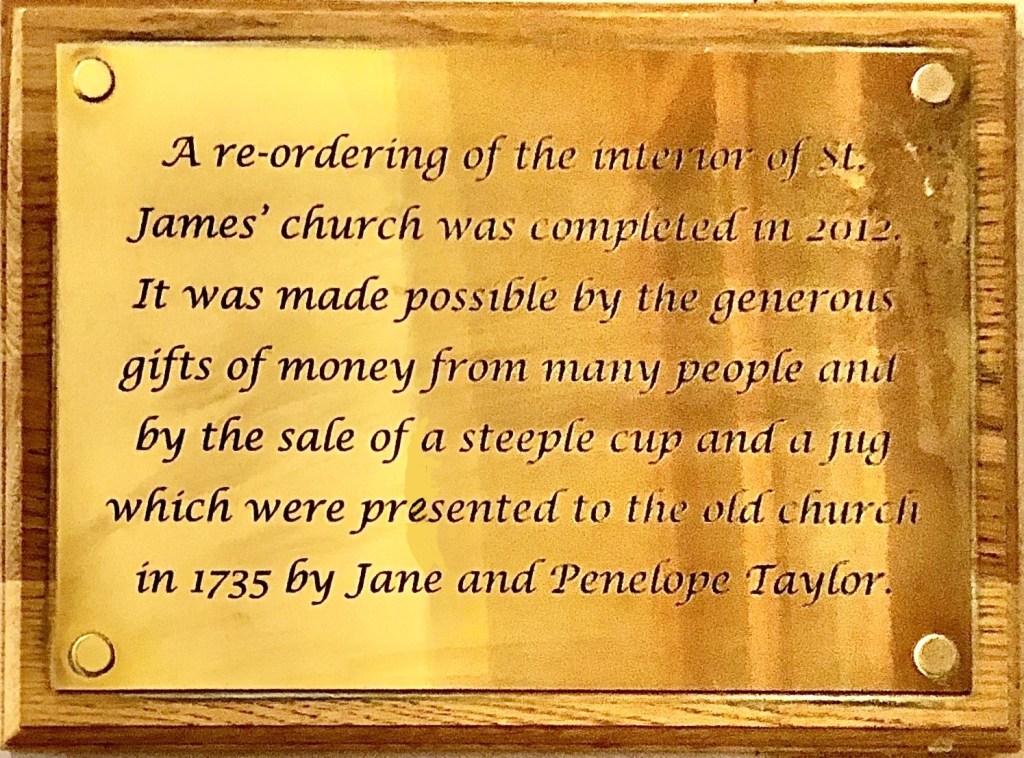 A re-ordering of the interior of St.
James’ church was completed in 2012.
It was made possible by the generous
gifts of money from many people and
by the sale of a steeple cup and a jug
which were presented to the old church
in 1735 by Jane and Penelope Taylor.